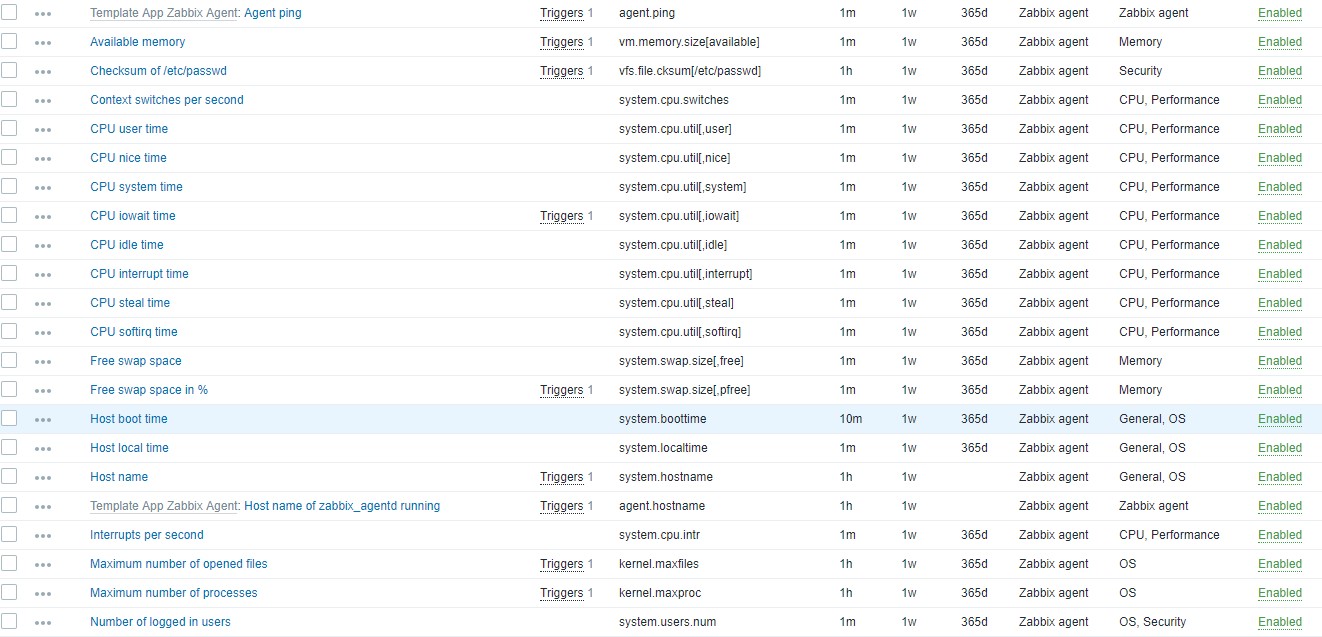 Template App Zabbix Agent: Agent ping Triggers 1 agent.ping 1m 1w 365d Zabbix agent Zabbix agent Enabled
Available memory Triggers 1 vm.memory.size[available] 1m 1w 365d Zabbix agent Memory Enabled
Checksum of /etc/passwd Triggers 1 vfs.file.cksum[/etc/passwd] 1h 1w 365d Zabbix agent Security Enabled
Context switches per second system.cpu.switches 1m 1w 365d Zabbix agent CPU, Performance Enabled
CPU user time system.cpu.util[,user] 1m 1w 365d Zabbix agent CPU, Performance Enabled
CPU nice time system.cpu.util[,nice] 1m 1w 365d Zabbix agent CPU, Performance Enabled
CPU system time system.cpu.util[,system] 1m 1w 365d Zabbix agent CPU, Performance Enabled
CPU iowait time Triggers 1 system.cpu.util[,iowait] 1m 1w 365d Zabbix agent CPU, Performance Enabled
CPU idle time system.cpu.util[,idle] 1m 1w 365d Zabbix agent CPU, Performance Enabled
CPU interrupt time system.cpu.util[,interrupt] 1m 1w 365d Zabbix agent CPU, Performance Enabled
CPU steal time system.cpu.util[,steal] 1m 1w 365d Zabbix agent CPU, Performance Enabled
CPU softirq time system.cpu.util[,softirq] 1m 1w 365d Zabbix agent CPU, Performance Enabled
Free swap space system.swap.size[,free] 1m 1w 365d Zabbix agent Memory Enabled
Free swap space in % Triggers 1 system.swap.size[,pfree] 1m 1w 365d Zabbix agent Memory Enabled
Host boot time system.boottime 10m 1w 365d Zabbix agent General, OS Enabled
Host local time system.localtime 1m 1w 365d Zabbix agent General, OS Enabled
Host name Triggers 1 system.hostname 1h 1w Zabbix agent General, OS Enabled
Template App Zabbix Agent: Host name of zabbix_agentd running Triggers 1 agent.hostname 1h 1w Zabbix agent Zabbix agent Enabled
Interrupts per second system.cpu.intr 1m 1w 365d Zabbix agent CPU, Performance Enabled
Maximum number of opened files Triggers 1 kernel.maxfiles 1h 1w 365d Zabbix agent OS Enabled
Maximum number of processes Triggers 1 kernel.maxproc 1h 1w 365d Zabbix agent OS Enabled
Number of logged in users system.users.num 1m 1w 365d Zabbix agent OS, Security Enabled